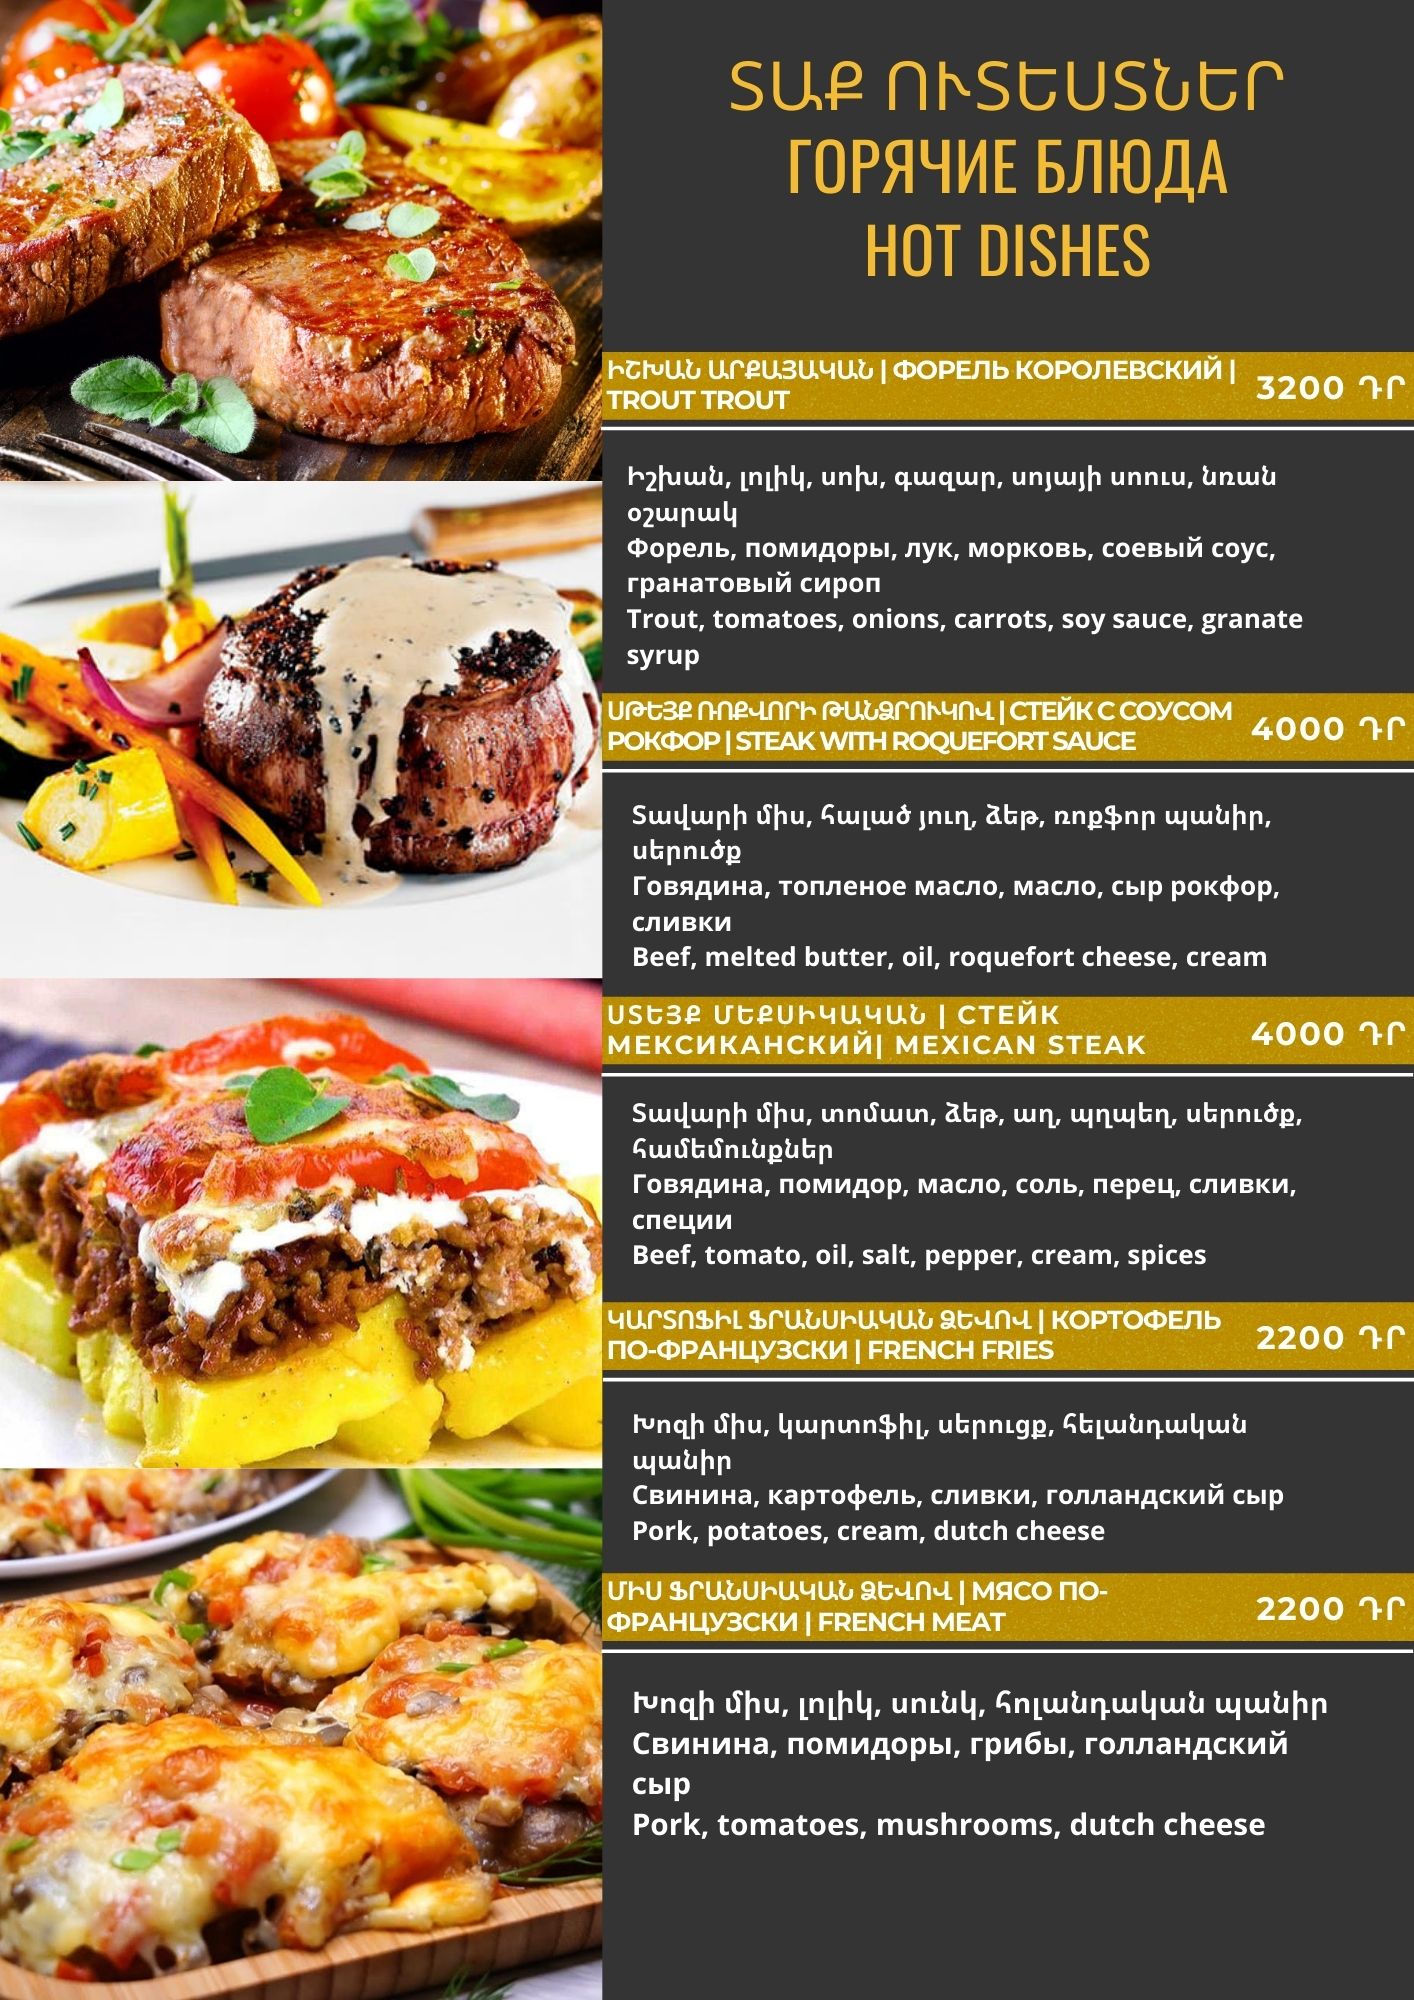 ՏԱՔ ՈՒՏԵՍՏՆԵՐ
ГОРЯЧИЕ БЛЮДА
HOT DISHES
ԻՇԽԱՆ ԱՐՔԱՅԱԿԱՆ | ФОРЕЛЬ КОРОЛЕВСКИЙ |
TROUT TROUT
3200 ԴՐ
Իշխան, լոլիկ, սոխ, գազար, սոյայի սոուս, նռան
օշարակ
Форель, помидоры, лук, морковь, соевый соус,
гранатовый сироп
Trout, tomatoes, onions, carrots, soy sauce, granate
syrup
ՍԹԵՅՔ ՌՈՔՎՈՐԻ ԹԱՆՁՐՈՒԿՈՎ | СТЕЙК С СОУСОМ
РОКФОР | STEAK WITH ROQUEFORT SAUCE
4000 ԴՐ
Տավարի միս, հալած յուղ, ձեթ, ռոքֆոր պանիր,
սերուծք
Говядина, топленое масло, масло, сыр рокфор,
сливки
Beef, melted butter, oil, roquefort cheese, cream
ՍՏԵՅՔ ՄԵՔՍԻԿԱԿԱՆ | СТЕЙК
МЕКСИКАНСКИЙ| MEXICAN STEAK
4000 ԴՐ
Տավարի միս, տոմատ, ձեթ, աղ, պղպեղ, սերուծք,
համեմունքներ
Говядина, помидор, масло, соль, перец, сливки,
специи
Beef, tomato, oil, salt, pepper, cream, spices
ԿԱՐՏՈՖԻԼ ՖՐԱՆՍԻԱԿԱՆ ՁԵՎՈՎ | КОРТОФЕЛЬ
ПО-ФРАНЦУЗСКИ | FRENCH FRIES
2200 ԴՐ
Խոզի միս, կարտոֆիլ, սերուցք, հելանդական
պանիր
Свинина, картофель, сливки, голландский сыр
Pork, potatoes, cream, dutch cheese
ՄԻՍ ՖՐԱՆՍԻԱԿԱՆ ՁԵՎՈՎ | МЯСО ПО-
ФРАНЦУЗСКИ | FRENCH MEAT
2200 ԴՐ
Խոզի միս, լոլիկ, սունկ, հոլանդական պանիր
Свинина, помидоры, грибы, голландский
сыр
Pork, tomatoes, mushrooms, dutch cheese